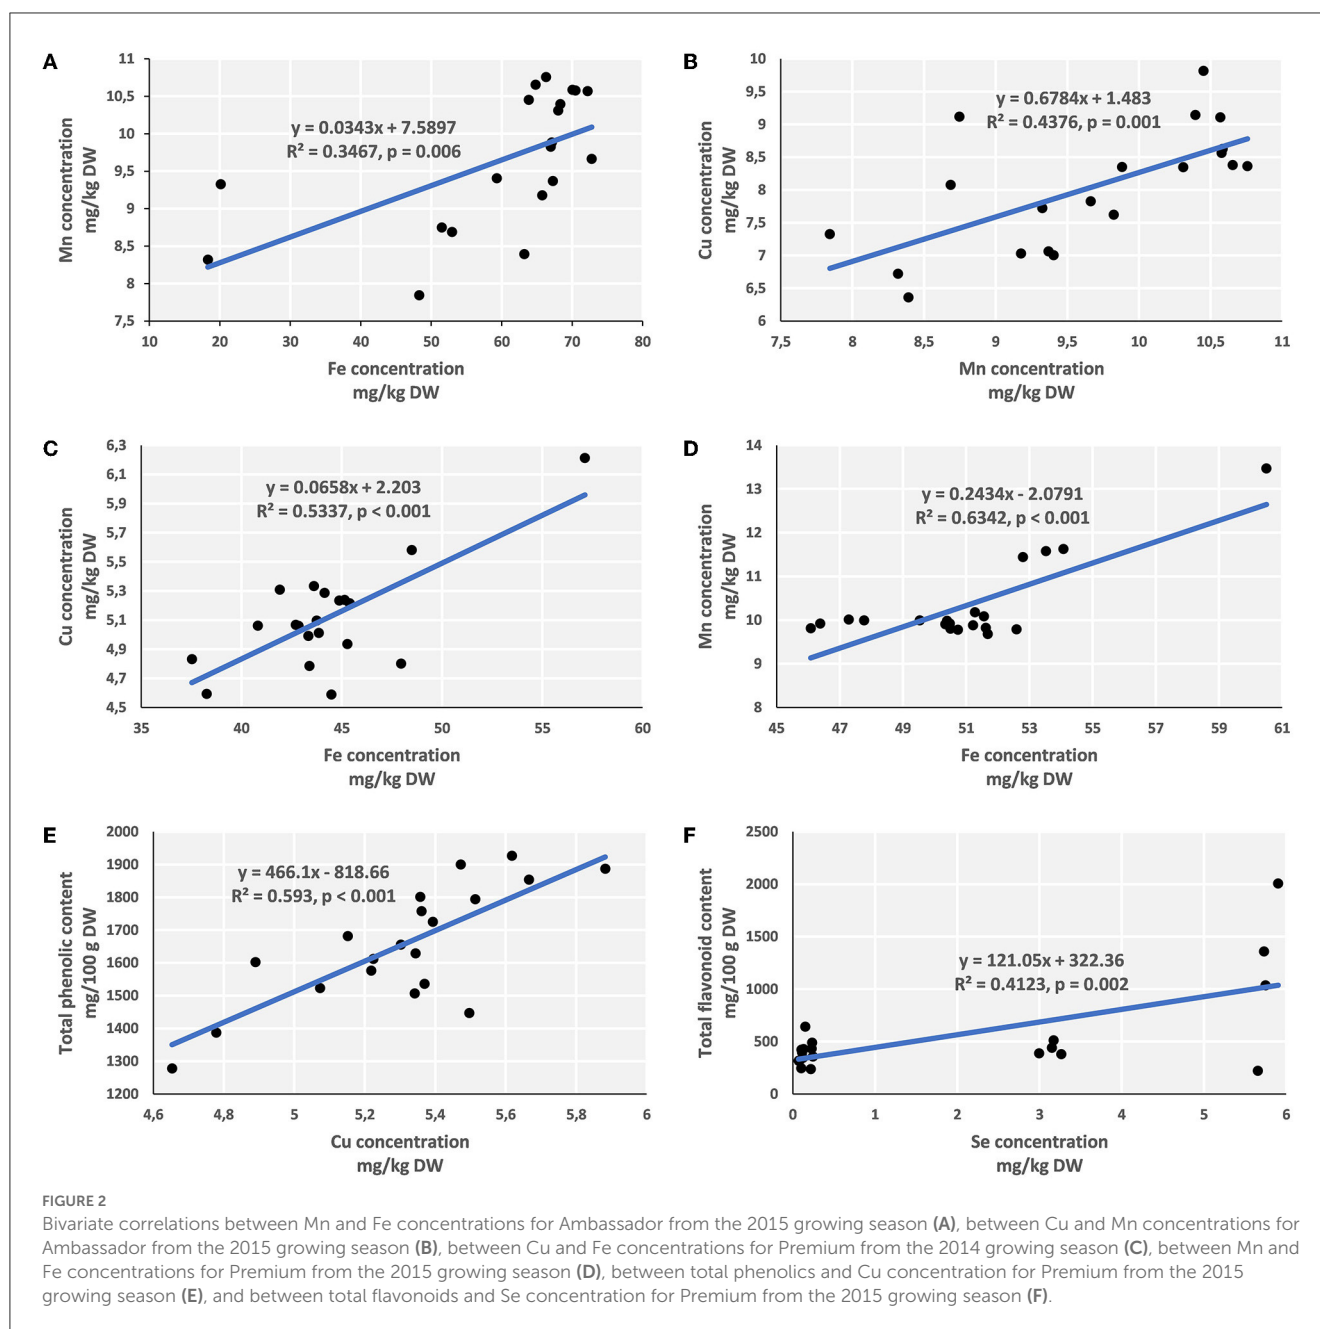 A
11
10,5
10
9,5
9
8,5
8
7,5
10
20
30
40
50
60
70
80
Mn concentration
mg/kg DW
y = 0.0343x + 7.5897
R² = 0.3467, p = 0.006
Fe concentration
mg/kg DW
B
10
9,5
9
8,5
8
7,5
7
6,5
6
7,5
8
8,5
9
9,5
10
10,5
11
Cu concentration
mg/kg DW
y = 0.6784x + 1.483
R² = 0.4376, p = 0.001
Mn concentration
mg/kg DW
C
6,3
6,1
5,9
5,7
5,5
5,3
5,1
4,9
4,7
4,5
35
40
45
50
55
60
Cu concentration
mg/kg DW
y = 0.0658x + 2.203
R² = 0.5337, p < 0.001
Fe concentration
mg/kg DW
D
14
13
12
11
10
9
8
45
47
49
51
53
55
57
59
61
Mn concentration
mg/kg DW
y = 0.2434x - 2.0791
R² = 0.6342, p < 0.001
Fe concentration
mg/kg DW
E
2000
1900
1800
1700
1600
1500
1400
1300
1200
4,6
4,8
5
5,2
5,4
5,6
5,8
6
Total phenolic content
mg/100 g DW
y = 466.1x - 818.66
R² = 0.593, p < 0.001
Cu concentration
mg/kg DW
F
2500
2000
1500
1000
500
0
0
1
2
3
4
5
6
Total flavonoid content
mg/100 g DW
y = 121.05x + 322.36
R² = 0.4123, p = 0.002
Se concentration
mg/kg DW
FIGURE 2
Bivariate correlations between Mn and Fe concentrations for Ambassador from the 2015 growing season (A), between Cu and Mn concentrations for
Ambassador from the 2015 growing season (B), between Cu and Fe concentrations for Premium from the 2014 growing season (C), between Mn and
Fe concentrations for Premium from the 2015 growing season (D), between total phenolics and Cu concentration for Premium from the 2015
growing season (E), and between total flavonoids and Se concentration for Premium from the 2015 growing season (F).